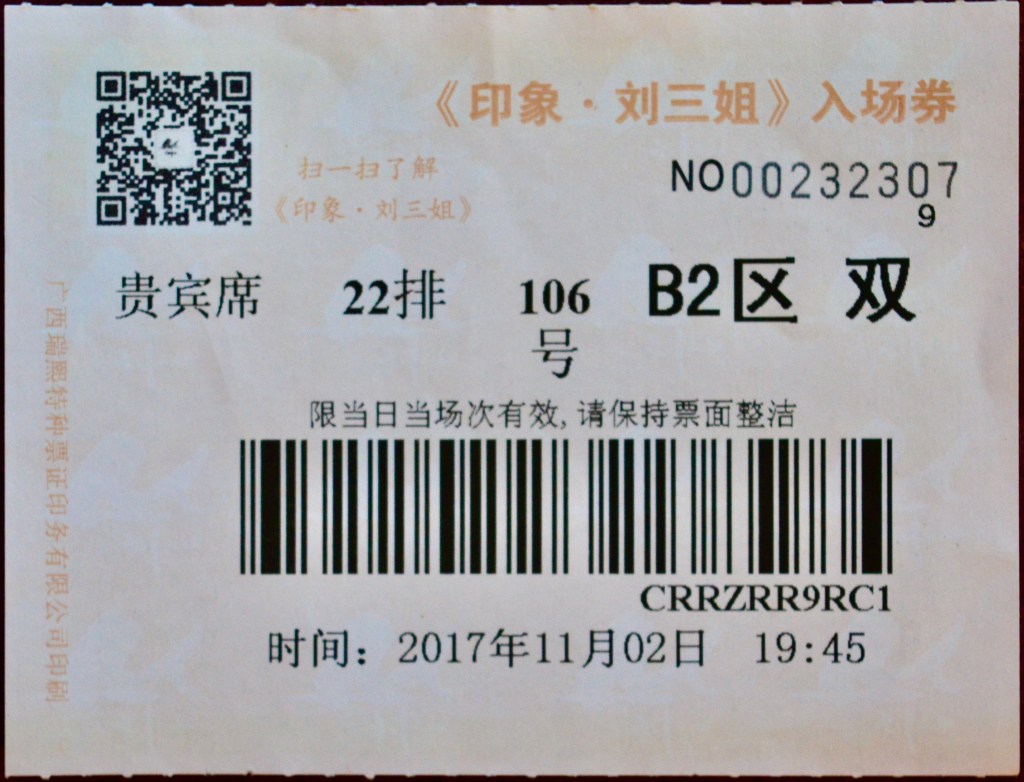 《印象·刘三姐》入场券
扫一扫了解
《印象·刘三姐》
NO00232307
9
贵宾席 22排 106 B2区 双
号
限当日当场次有效,请保持票面整洁
CRRZRR9RC1
时间：2017年11月02日 19:45
广西瑞熙特种票证印务有限公司印刷